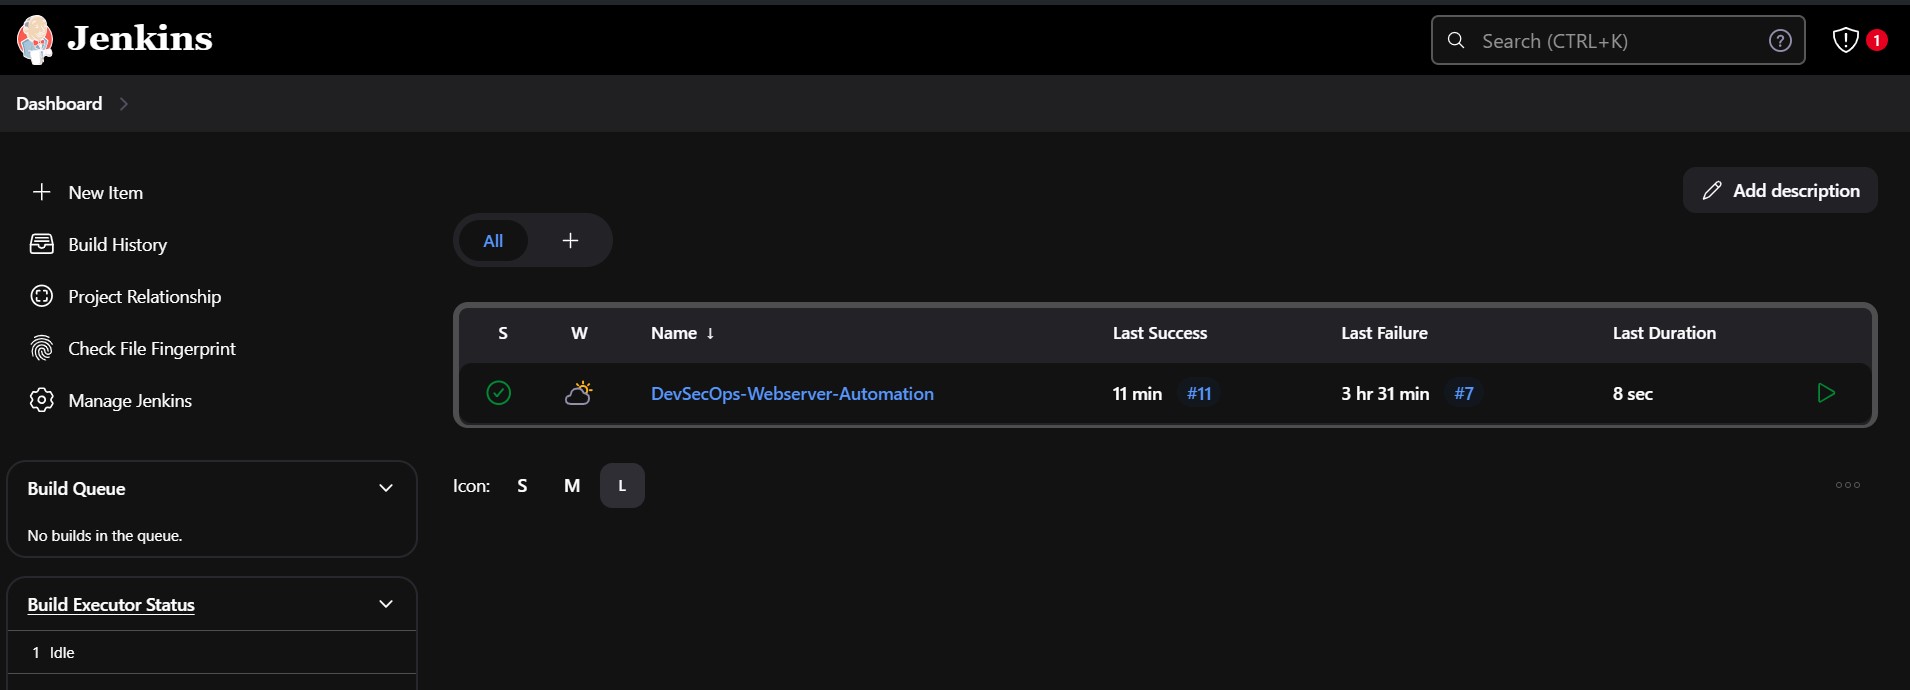 Jenkins
Search (CTRL+K)
1
Dashboard
New Item
Build History
Project Relationship
Check File Fingerprint
Manage Jenkins
Build Queue
No builds in the queue.
Build Executor Status
1 Idle
Add description
All
S W Name ↓ Last Success Last Failure Last Duration
DevSecOps-Webserver-Automation 11 min #11 3 hr 31 min #7 8 sec
Icon: S M L